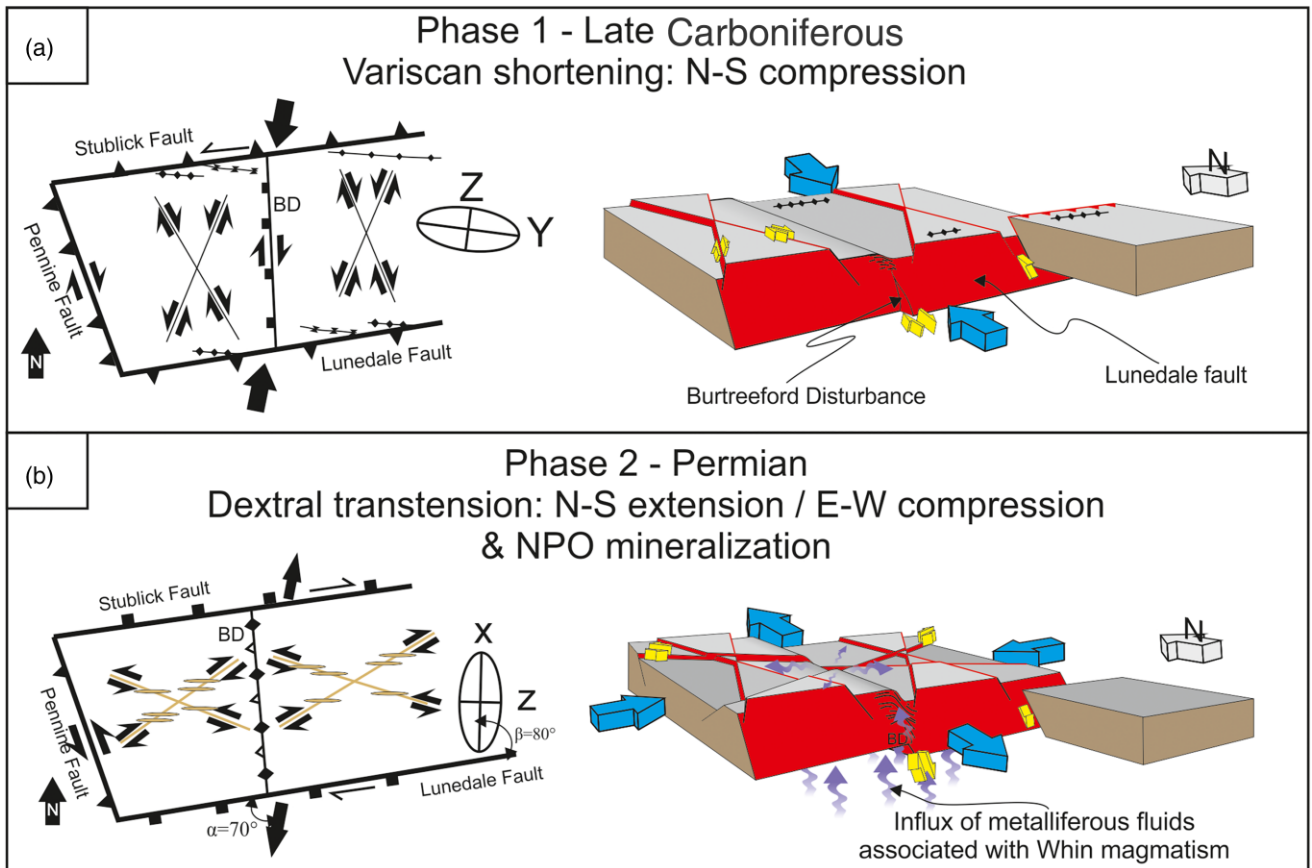 (a)
Phase 1 - Late Carboniferous
Variscan shortening: N-S compression
Stublick Fault
BD
Pennine Fault
Z
Y
N
Lunedale Fault
N
Burtreeford Disturbance
Lunedale fault
(b)
Phase 2 - Permian
Dextral transtension: N-S extension / E-W compression
& NPO mineralization
Stublick Fault
BD
Pennine Fault
X
Z
β=80°
N
α=70°
Lunedale Fault
N
BD
Influx of metalliferous fluids
associated with Whin magmatism